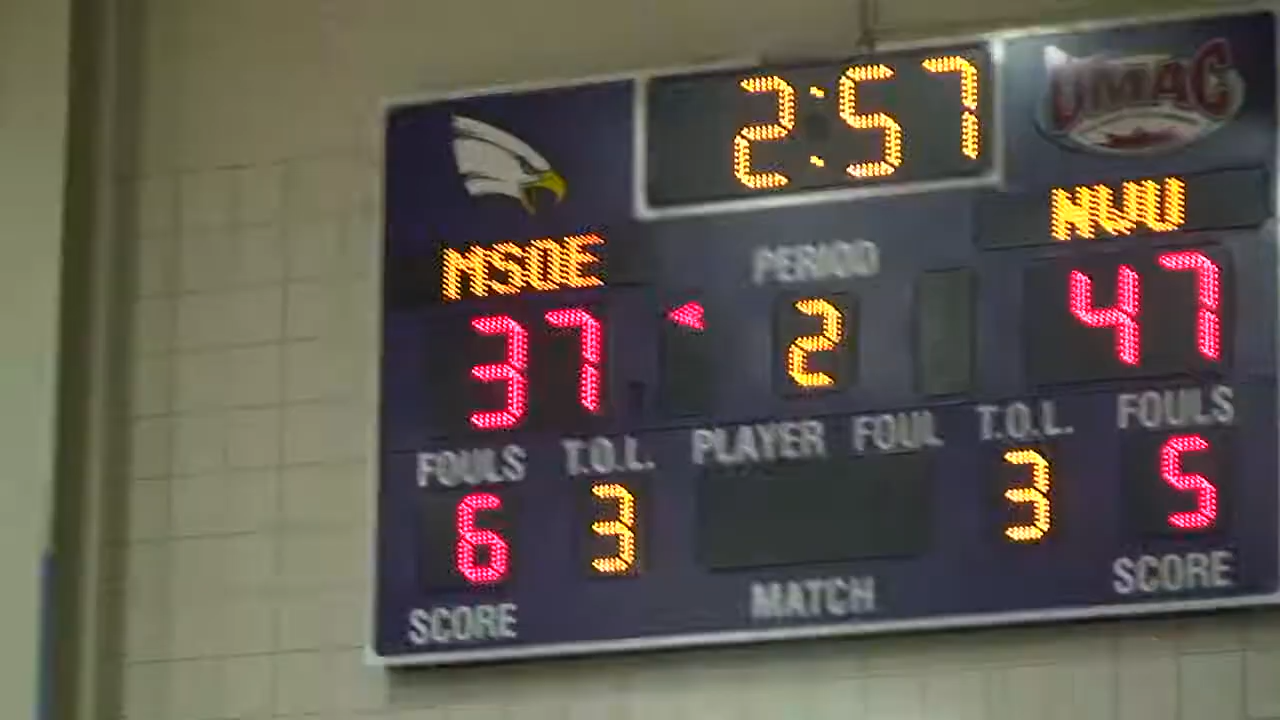 2:57
UMAC
MSOE
NWU
PERIOD
37
2
47
FOULS
T.O.L.
PLAYER FOUL
T.O.L.
FOULS
6
3
3
5
SCORE
MATCH
SCORE